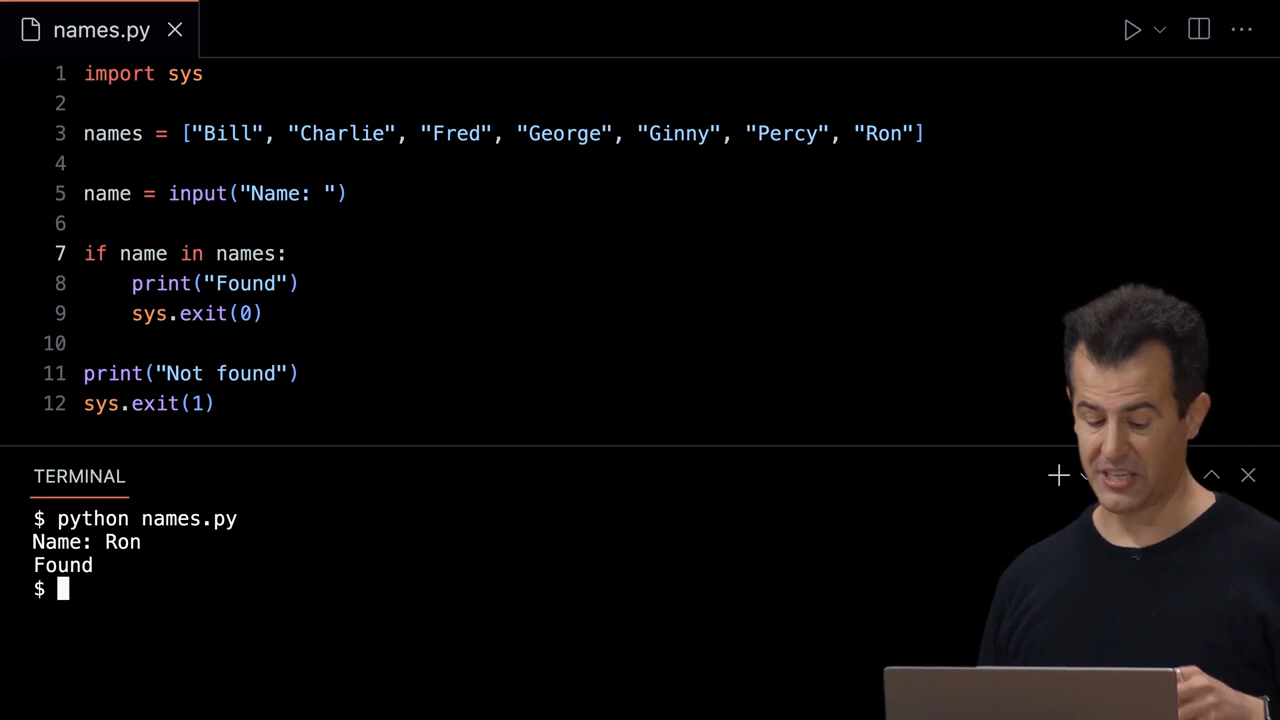 names.py
1 import sys
2
3 names = ["Bill", "Charlie", "Fred", "George", "Ginny", "Percy", "Ron"]
4
5 name = input("Name: ")
6
7 if name in names:
8     print("Found")
9     sys.exit(0)
10
11 print("Not found")
12 sys.exit(1)
TERMINAL
$ python names.py
Name: Ron
Found
$